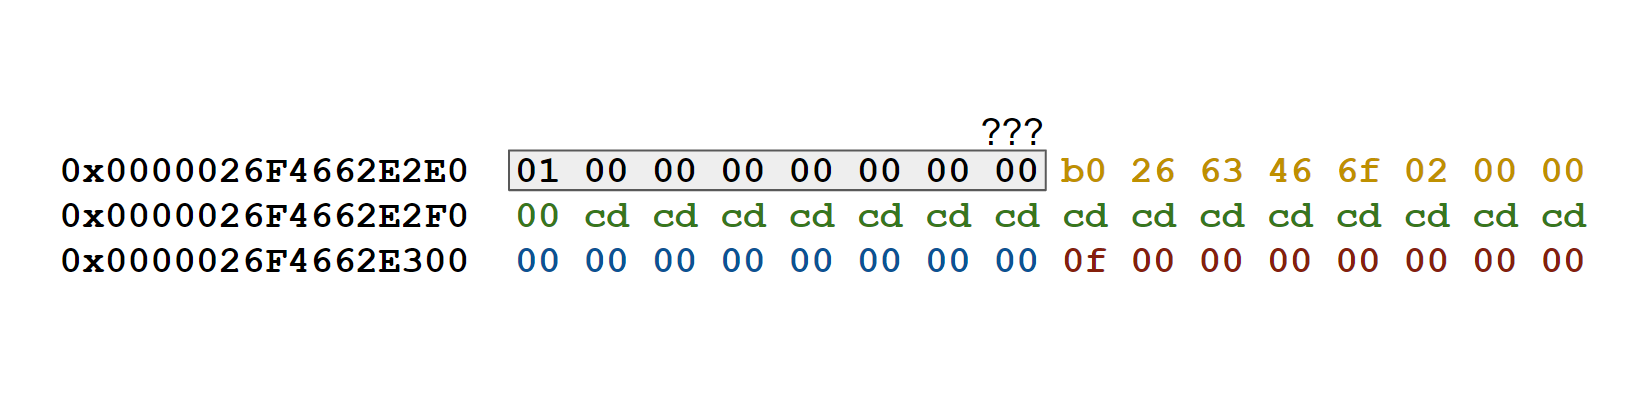 ???
0x0000026F4662E2E0 01 00 00 00 00 00 00 00 b0 26 63 46 6f 02 00 00
0x0000026F4662E2F0 00 cd cd cd cd cd cd cd cd cd cd cd cd cd cd cd
0x0000026F4662E300 00 00 00 00 00 00 00 00 0f 00 00 00 00 00 00 00